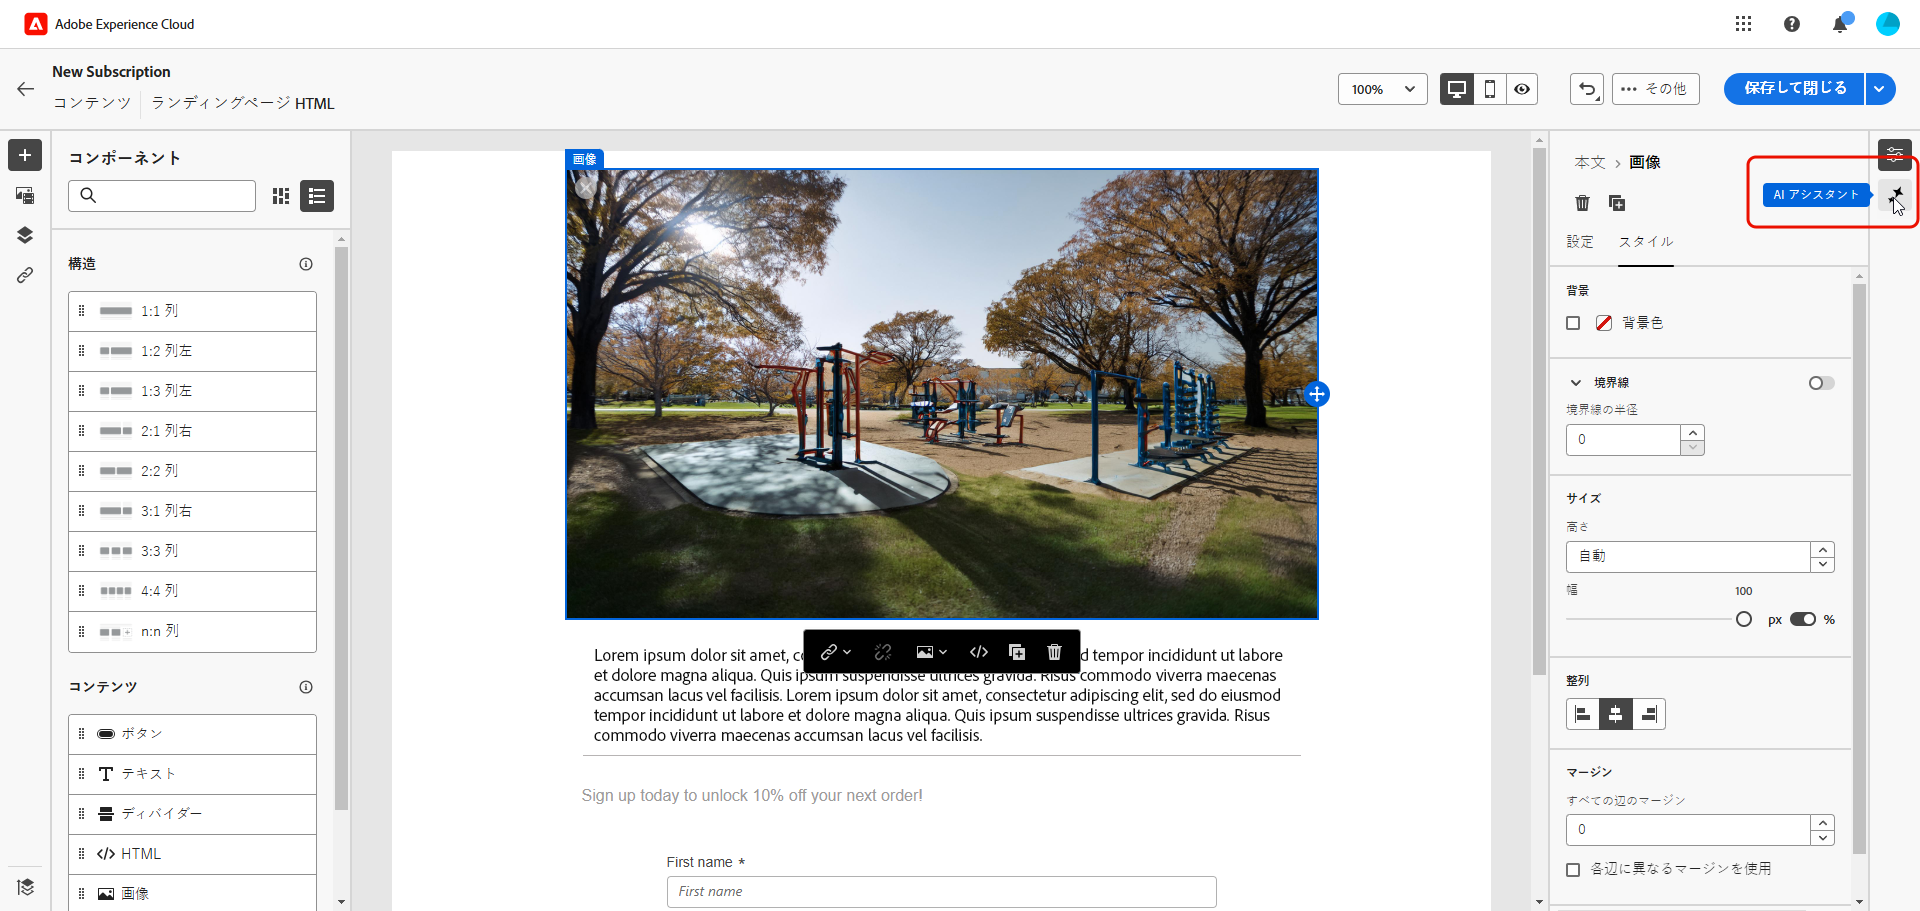 Adobe Experience Cloud
New Subscription
コンテンツ
ランディングページ HTML
100%
その他
保存して閉じる
コンポーネント
構造
1:1 列
1:2 列左
1:3 列左
2:1 列右
2:2 列
3:1 列右
3:3 列
4:4 列
n:n 列
コンテンツ
ボタン
テキスト
ディバイダー
HTML
画像
画像
Lorem ipsum dolor sit amet, d tempor incididunt ut labore
et dolore magna aliqua. Quis ipsum suspendisse ultrices gravida. Risus commodo viverra maecenas
accumsan lacus vel facilisis. Lorem ipsum dolor sit amet, consectetur adipiscing elit, sed do eiusmod
tempor incididunt ut labore et dolore magna aliqua. Quis ipsum suspendisse ultrices gravida. Risus
commodo viverra maecenas accumsan lacus vel facilisis.
Sign up today to unlock 10% off your next order!
First name *
First name
本文 › 画像
AI アシスタント
設定
スタイル
背景
背景色
境界線
境界線の半径
0
サイズ
高さ
自動
幅
100
px
%
整列
マージン
すべての辺のマージン
0
各辺に異なるマージンを使用